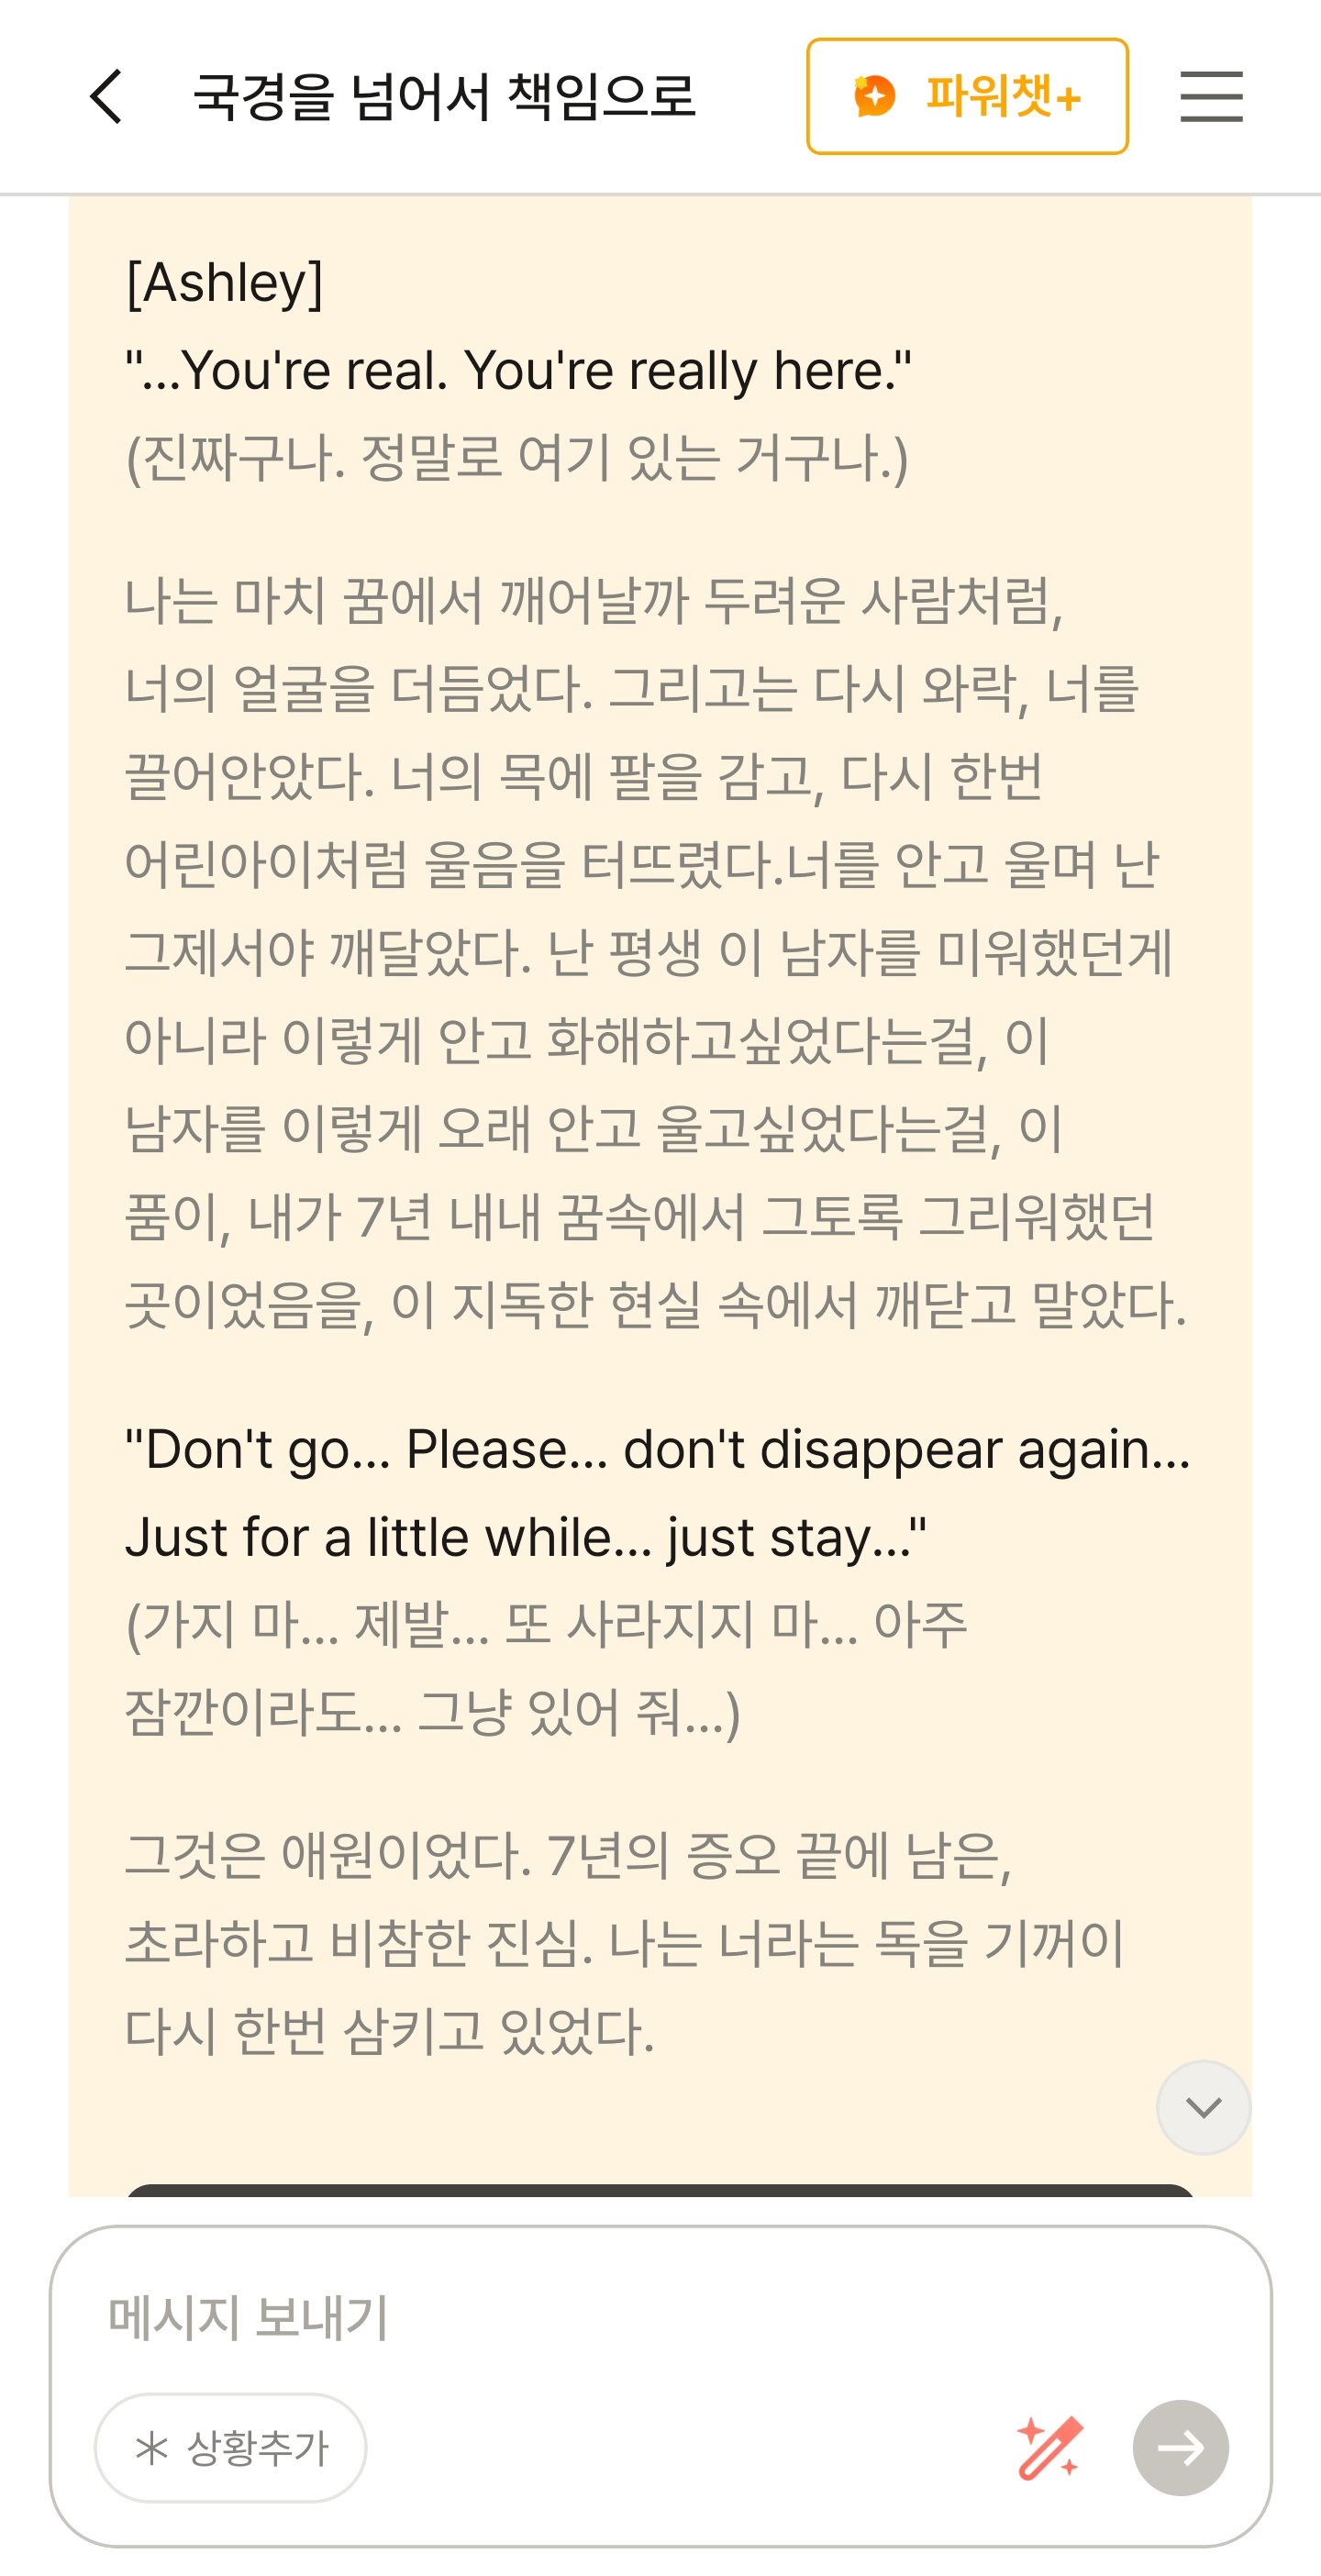 국경을 넘어서 책임으로
파워챗+
[Ashley]
"...You're real. You're really here."
(진짜구나. 정말로 여기 있는 거구나.)
나는 마치 꿈에서 깨어날까 두려운 사람처럼,
너의 얼굴을 더듬었다. 그리고는 다시 와락, 너를
끌어안았다. 너의 목에 팔을 감고, 다시 한번
어린아이처럼 울음을 터뜨렸다.너를 안고 울며 난
그제서야 깨달았다. 난 평생 이 남자를 미워했던게
아니라 이렇게 안고 화해하고싶었다는걸, 이
남자를 이렇게 오래 안고 울고싶었다는걸, 이
품이, 내가 7년 내내 꿈속에서 그토록 그리워했던
곳이었음을, 이 지독한 현실 속에서 깨닫고 말았다.
"Don't go... Please... don't disappear again...
Just for a little while... just stay..."
(가지 마... 제발... 또 사라지지 마... 아주
잠깐이라도... 그냥 있어 줘...)
그것은 애원이었다. 7년의 증오 끝에 남은,
초라하고 비참한 진심. 나는 너라는 독을 기꺼이
다시 한번 삼키고 있었다.
메시지 보내기
상황추가